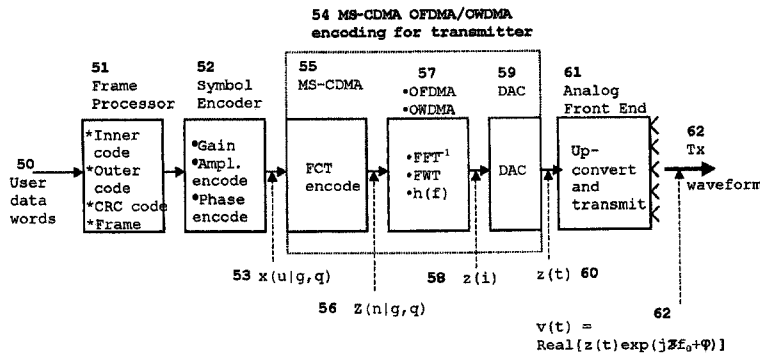 54 MS-CDMA OFDMA/OWDMA
encoding for transmitter
51
Frame
Processor
52
Symbol
Encoder
55
MS-CDMA
57
•OFDMA
•OWDMA
59
DAC
61
Analog
Front End
50
User
data
words
*Inner
code
*Outer
code
*CRC code
*Frame
•Gain
•Ampl.
encode
•Phase
encode
FCT
encode
•FFT⁻¹
•FWT
•h(f)
DAC
Up-
convert
and
transmit
62
Tx
waveform
53 x(u|g,q)
56 Z(n|g,q)
58 z(i)
z(t) 60
62
v(t) =
Real{z(t)exp(j f₀+φ)]